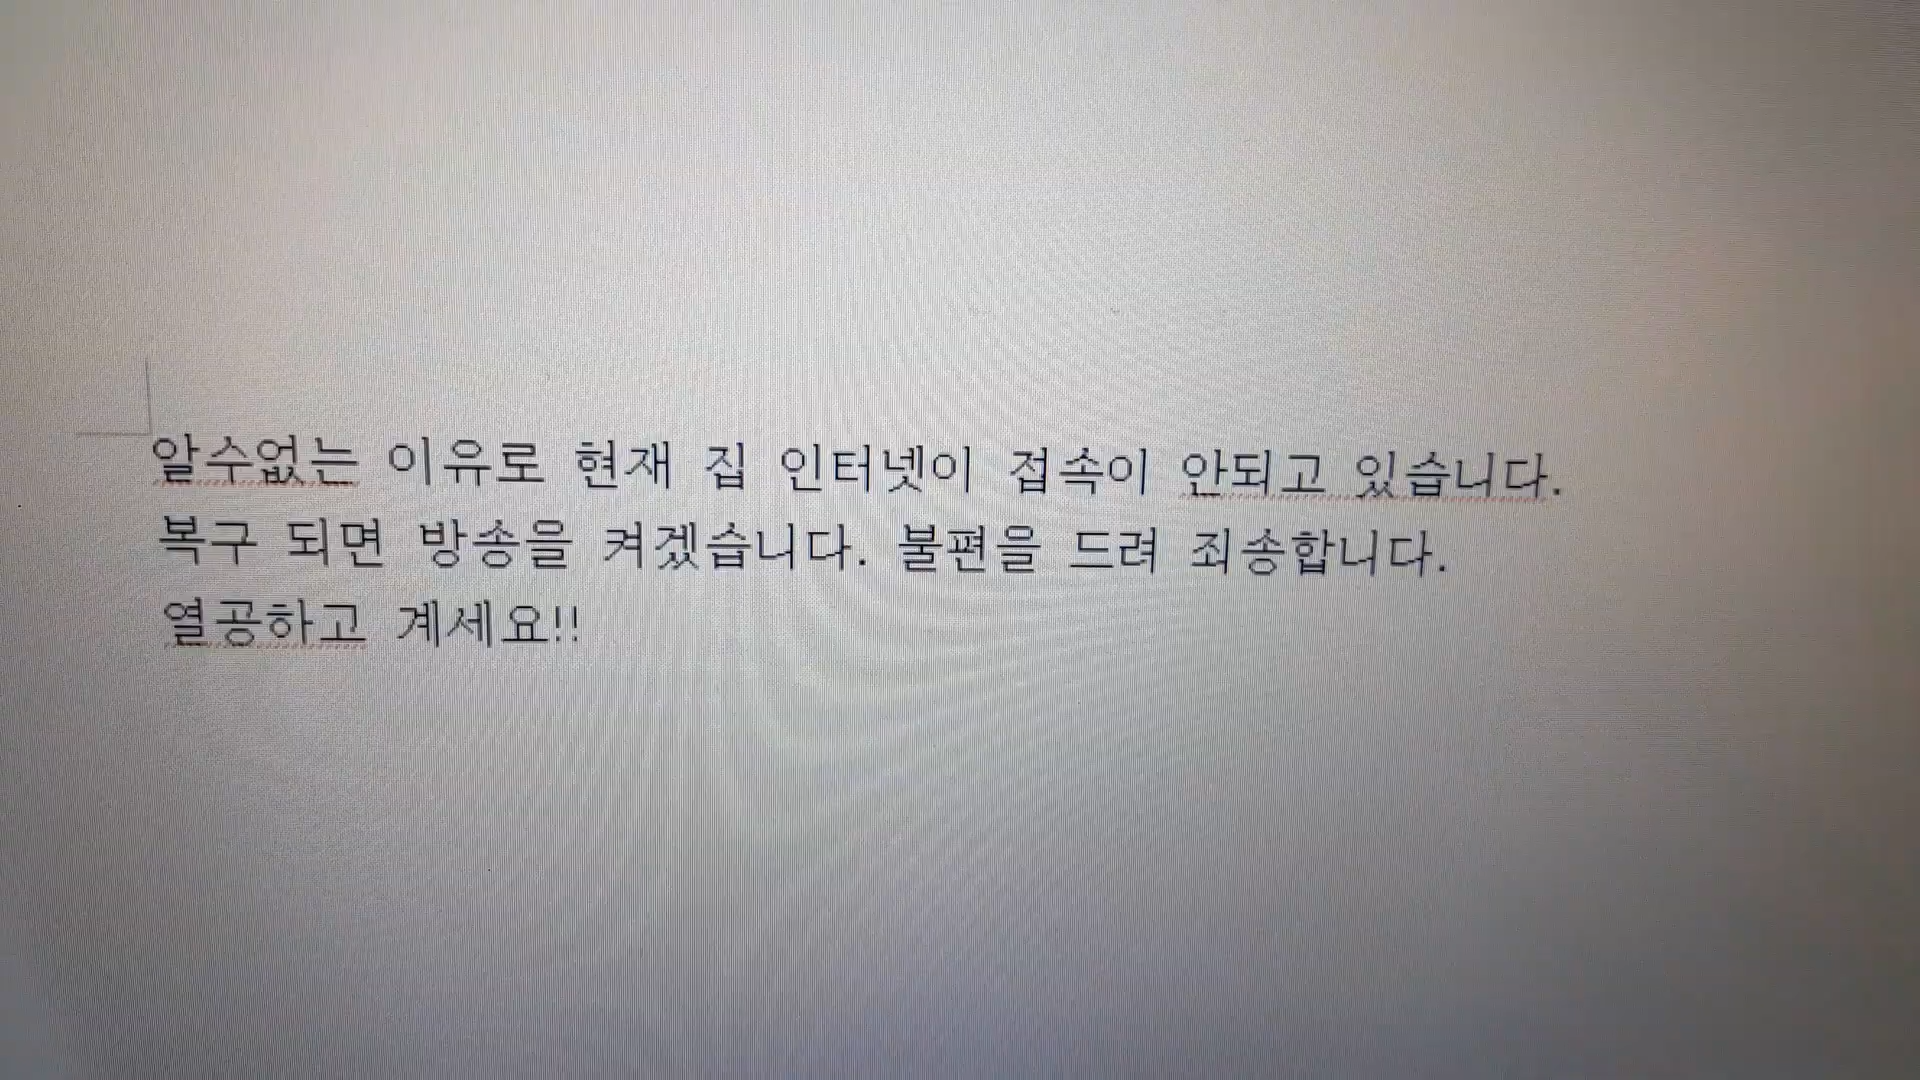 알수없는 이유로 현재 집 인터넷이 접속이 안되고 있습니다.
복구 되면 방송을 켜겠습니다. 불편을 드려 죄송합니다.
열공하고 계세요!!